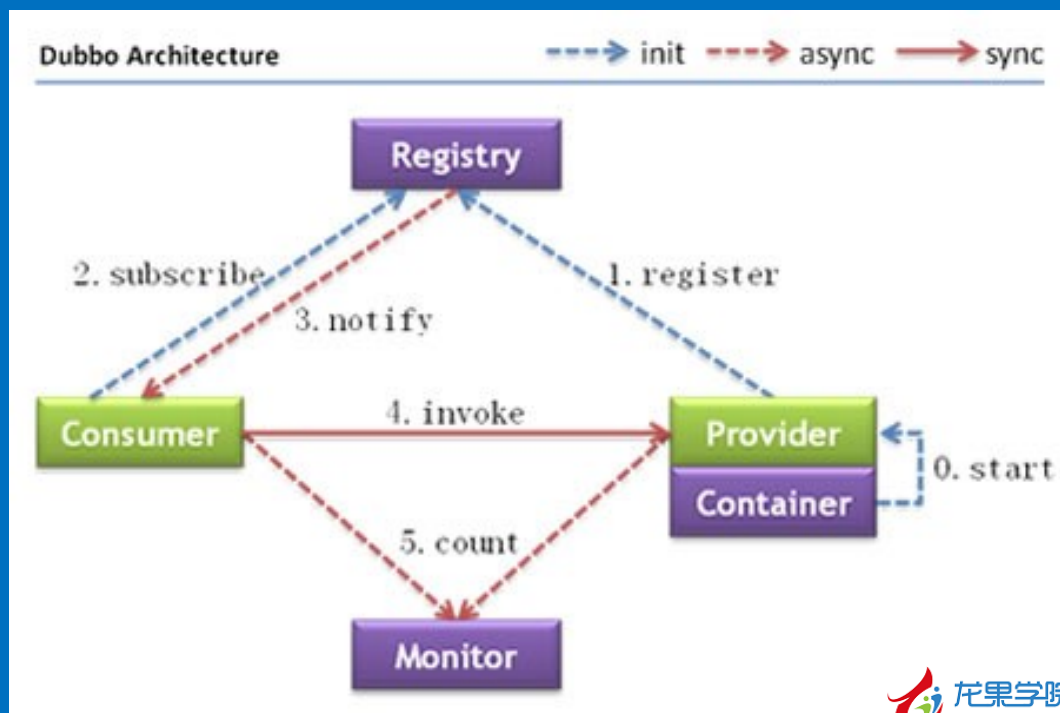 Dubbo Architecture
init
async
sync
Registry
2. subscribe
1. register
3. notify
4. invoke
Consumer
Provider
Container
0. start
5. count
Monitor
龙果学院